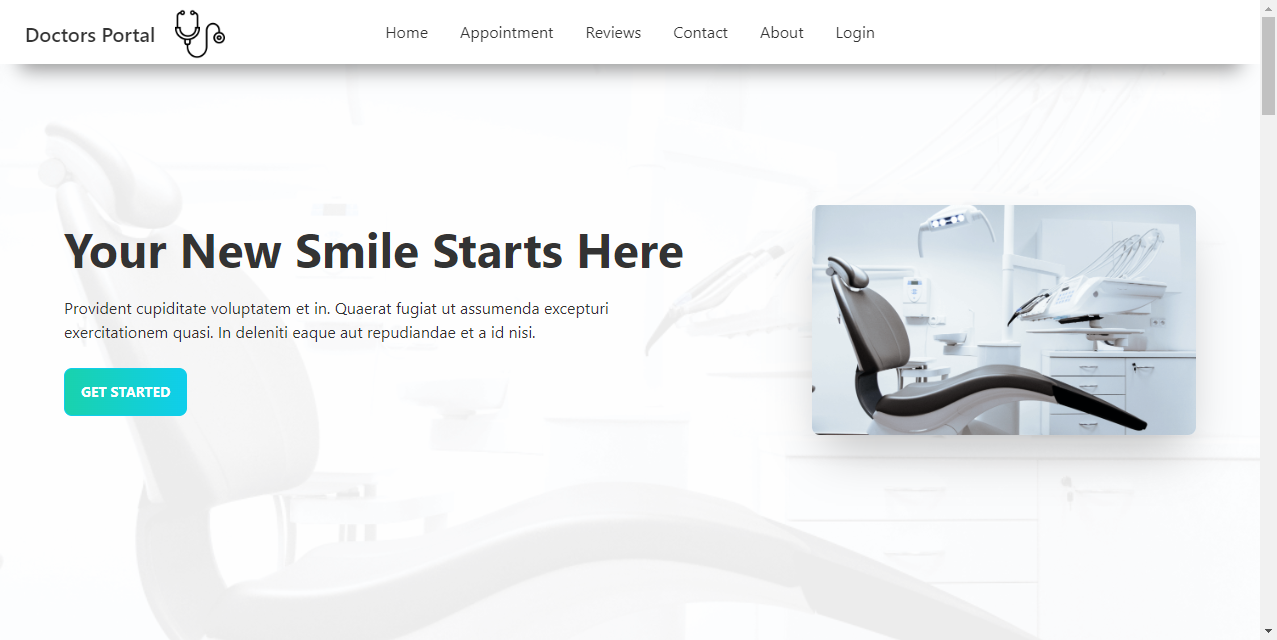 Doctors Portal
Home Appointment Reviews Contact About Login
Your New Smile Starts Here
Provident cupiditate voluptatem et in. Quaerat fugiat ut assumenda excepturi
exercitationem quasi. In deleniti eaque aut repudiandae et a id nisi.
GET STARTED